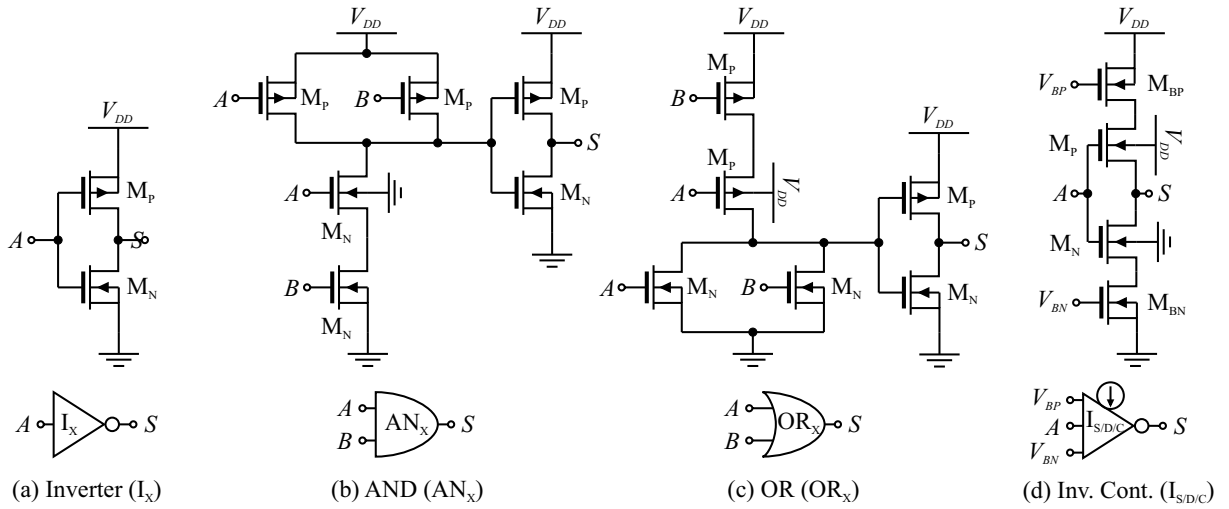 V_DD
A
M_P
M_N
S
A
I_X
S
(a) Inverter (I_X)
V_DD
V_DD
A
M_P
B
M_P
M_P
S
A
M_N
M_N
B
M_N
A
B
AN_X
S
(b) AND (AN_X)
M_P
B
M_P
V_DD
A
V_DD
M_P
S
A
M_N
B
M_N
M_N
A
B
OR_X
S
(c) OR (OR_X)
V_DD
V_BP
M_BP
M_P
V_DD
A
S
M_N
V_BN
M_BN
V_BP
A
V_BN
I_S/D/C
S
(d) Inv. Cont. (I_S/D/C)
V_DD